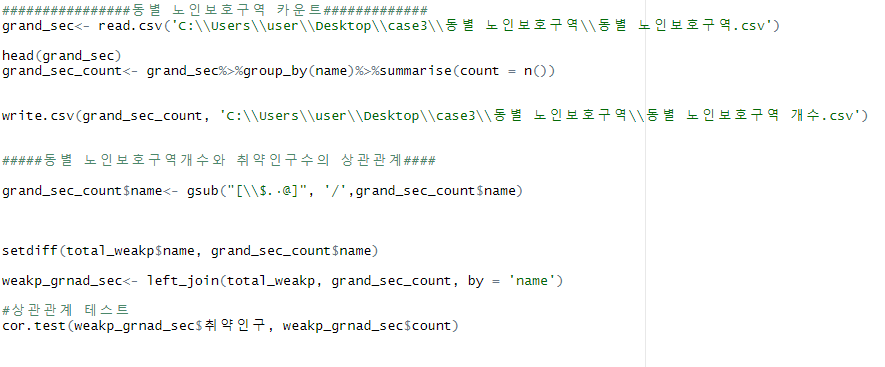 ################동별 노인보호구역 카운트#############
grand_sec<- read.csv('C:\\Users\\user\\Desktop\\case3\\동별 노인보호구역\\동별 노인보호구역.csv')
head(grand_sec)
grand_sec_count<- grand_sec%>%group_by(name)%>%summarise(count = n())
write.csv(grand_sec_count, 'C:\\Users\\user\\Desktop\\case3\\동별 노인보호구역\\동별 노인보호구역 개수.csv')
#####동별 노인보호구역개수와 취약인구수의 상관관계####
grand_sec_count$name<- gsub("[\\$.·@]", '/',grand_sec_count$name)
setdiff(total_weakp$name, grand_sec_count$name)
weakp_grnad_sec<- left_join(total_weakp, grand_sec_count, by = 'name')
#상관관계 테스트
cor.test(weakp_grnad_sec$취약인구, weakp_grnad_sec$count)